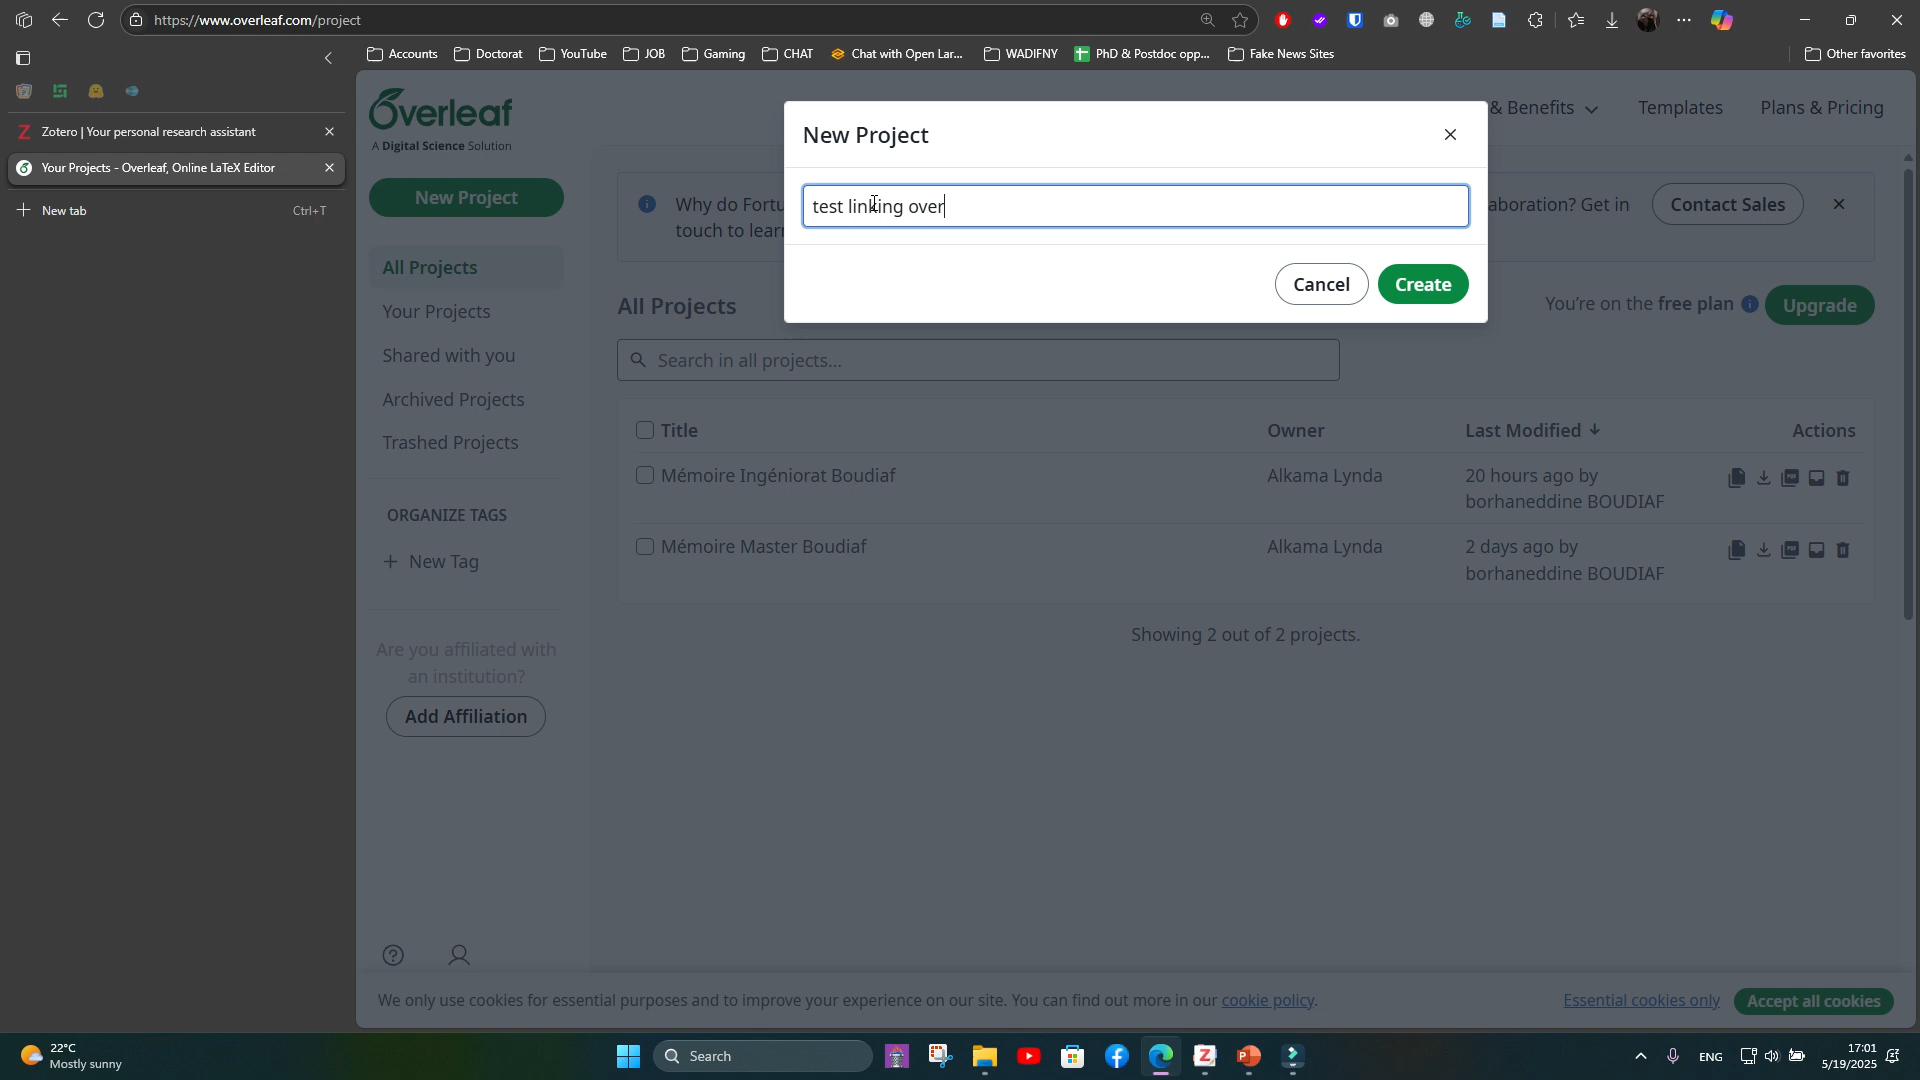 https://www.overleaf.com/project
Accounts
Doctorat
YouTube
JOB
Gaming
CHAT
Chat with Open Lar...
WADIFNY
PhD & Postdoc opp...
Fake News Sites
Other favorites
Zotero | Your personal research assistant
Your Projects - Overleaf, Online LaTeX Editor
New tab
Ctrl+T
Overleaf
A Digital Science Solution
& Benefits
Templates
Plans & Pricing
New Project
test linking over
Cancel
Create
New Project
Why do Fortu
aboration? Get in
touch to lear
Contact Sales
All Projects
Your Projects
Shared with you
Archived Projects
Trashed Projects
ORGANIZE TAGS
New Tag
Are you affiliated with
an institution?
Add Affiliation
All Projects
You're on the free plan
Upgrade
Search in all projects...
Title
Owner
Last Modified
Actions
Mémoire Ingéniorat Boudiaf
Alkama Lynda
20 hours ago by
borhaneddine BOUDIAF
Mémoire Master Boudiaf
Alkama Lynda
2 days ago by
borhaneddine BOUDIAF
Showing 2 out of 2 projects.
We only use cookies for essential purposes and to improve your experience on our site. You can find out more in our cookie policy.
Essential cookies only
Accept all cookies
22°C
Mostly sunny
Search
ENG
17:01
5/19/2025